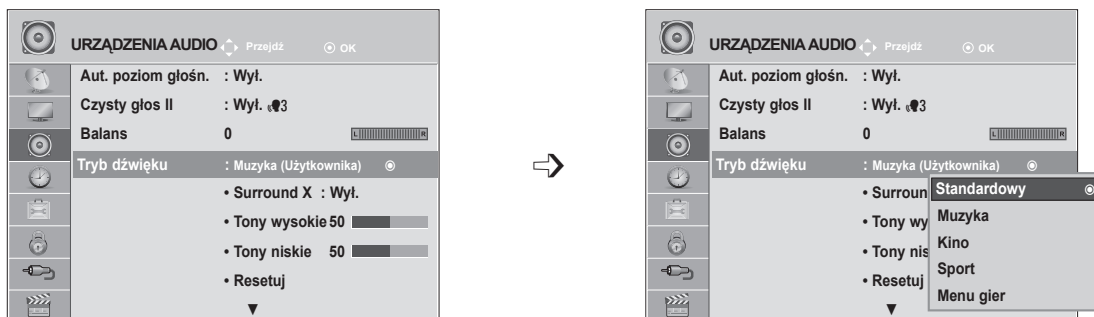 URZĄDZENIA AUDIO Przejdź OK
Aut. poziom głośn. : Wył.
Czysty głos II : Wył. 3
Balans 0 L R
Tryb dźwięku : Muzyka (Użytkownika)
• Surround X : Wył.
• Tony wysokie 50
• Tony niskie 50
• Resetuj
▼
URZĄDZENIA AUDIO Przejdź OK
Aut. poziom głośn. : Wył.
Czysty głos II : Wył. 3
Balans 0 L R
Tryb dźwięku : Muzyka (Użytkownika)
• Surroun
• Tony wy
• Tony nis
• Resetuj
▼
Standardowy
Muzyka
Kino
Sport
Menu gier